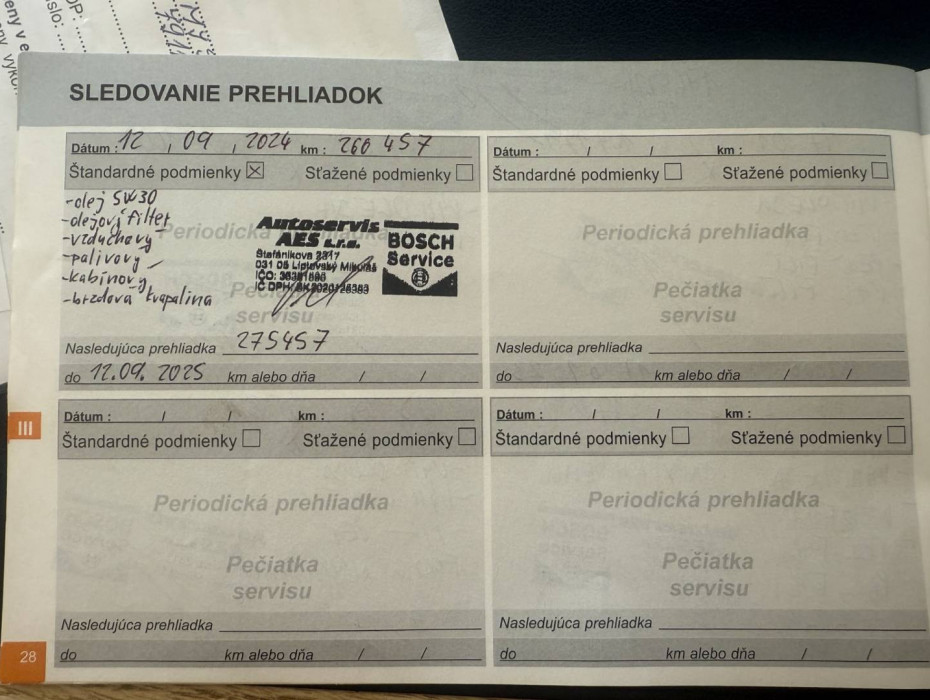 SLEDOVANIE PREHLIADOK
Dátum : 12 , 09 , 2024 km : 260 457
Štandardné podmienky ☒ Sťažené podmienky ☐
-olej 5W30
-olejový filter
-vzduchový
-palivový
-kabínový
-brzdová kvapalina
Periodická prehliadka
Autoservis
AES s.r.o.
Štefánikova
031 05 Liptovský Mikuláš
IČO:
IČ DPH:
BOSCH
Service
Pečiatka
servisu
Nasledujúca prehliadka 275457
do 12.09. 2025 km alebo dňa / /
Dátum : / / km :
Štandardné podmienky ☐ Sťažené podmienky ☐
Periodická prehliadka
Pečiatka
servisu
Nasledujúca prehliadka
do km alebo dňa / /
III
Dátum : / / km :
Štandardné podmienky ☐ Sťažené podmienky ☐
Periodická prehliadka
Pečiatka
servisu
Nasledujúca prehliadka
do km alebo dňa / /
Dátum : / / km :
Štandardné podmienky ☐ Sťažené podmienky ☐
Periodická prehliadka
Pečiatka
servisu
Nasledujúca prehliadka
do km alebo dňa / /
28